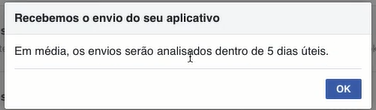 Recebemos o envio do seu aplicativo
Em média, os envios serão analisados dentro de 5 dias úteis.
OK